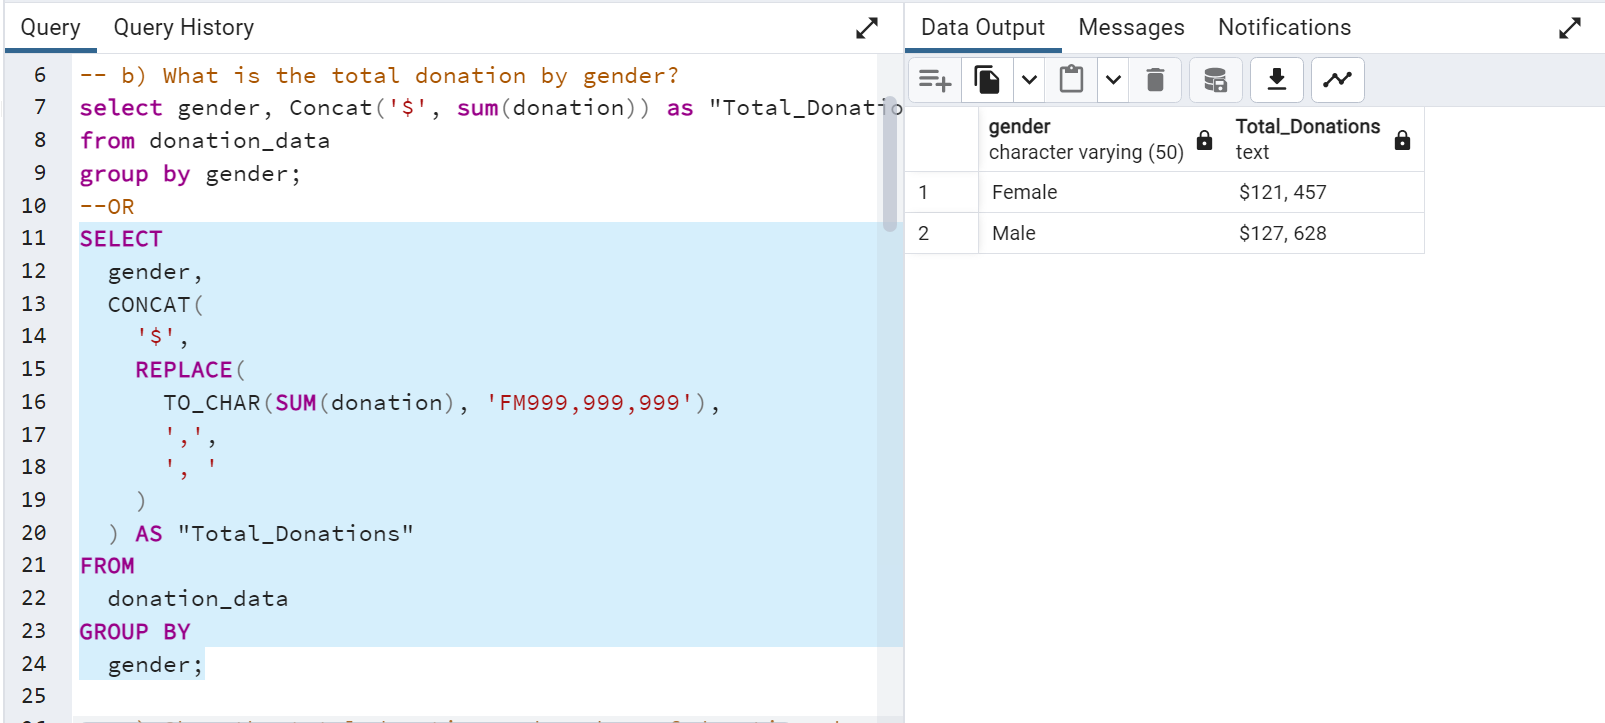 Query Query History
6 -- b) What is the total donation by gender?
7 select gender, Concat('$', sum(donation)) as "Total_Donatio
8 from donation_data
9 group by gender;
10 --OR
11 SELECT
12 gender,
13 CONCAT(
14 '$',
15 REPLACE(
16 TO_CHAR(SUM(donation), 'FM999,999,999'),
17 ',',
18 ', '
19 )
20 ) AS "Total_Donations"
21 FROM
22 donation_data
23 GROUP BY
24 gender;
25
Data Output Messages Notifications
gender Total_Donations
character varying (50) text
1 Female $121, 457
2 Male $127, 628